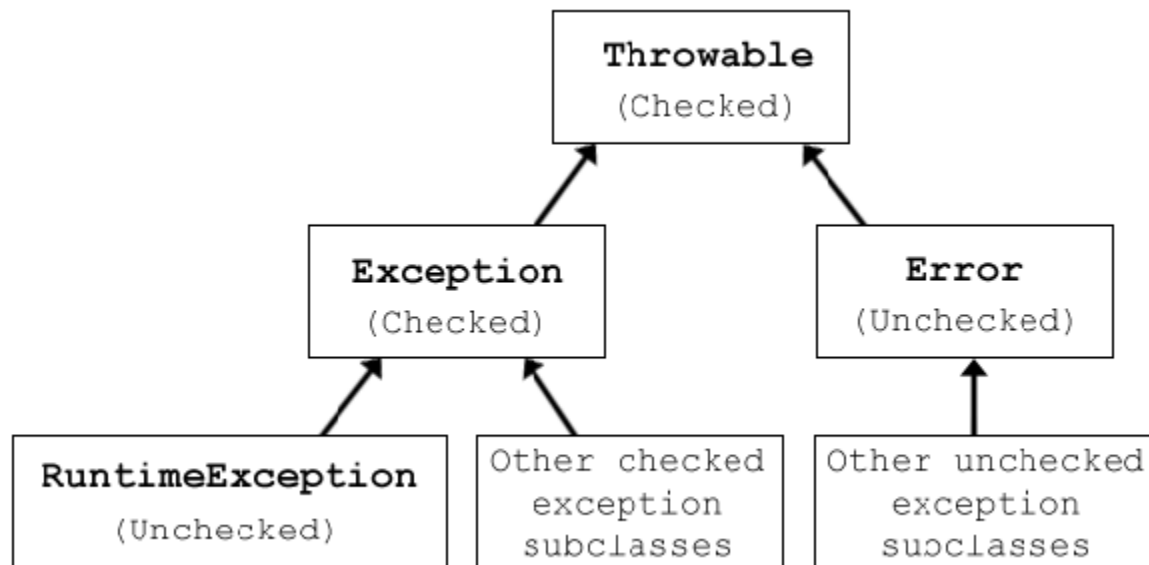 Throwable
(Checked)
Exception
(Checked)
Error
(Unchecked)
RuntimeException
(Unchecked)
Other checked
exception
subclasses
Other unchecked
exception
subclasses